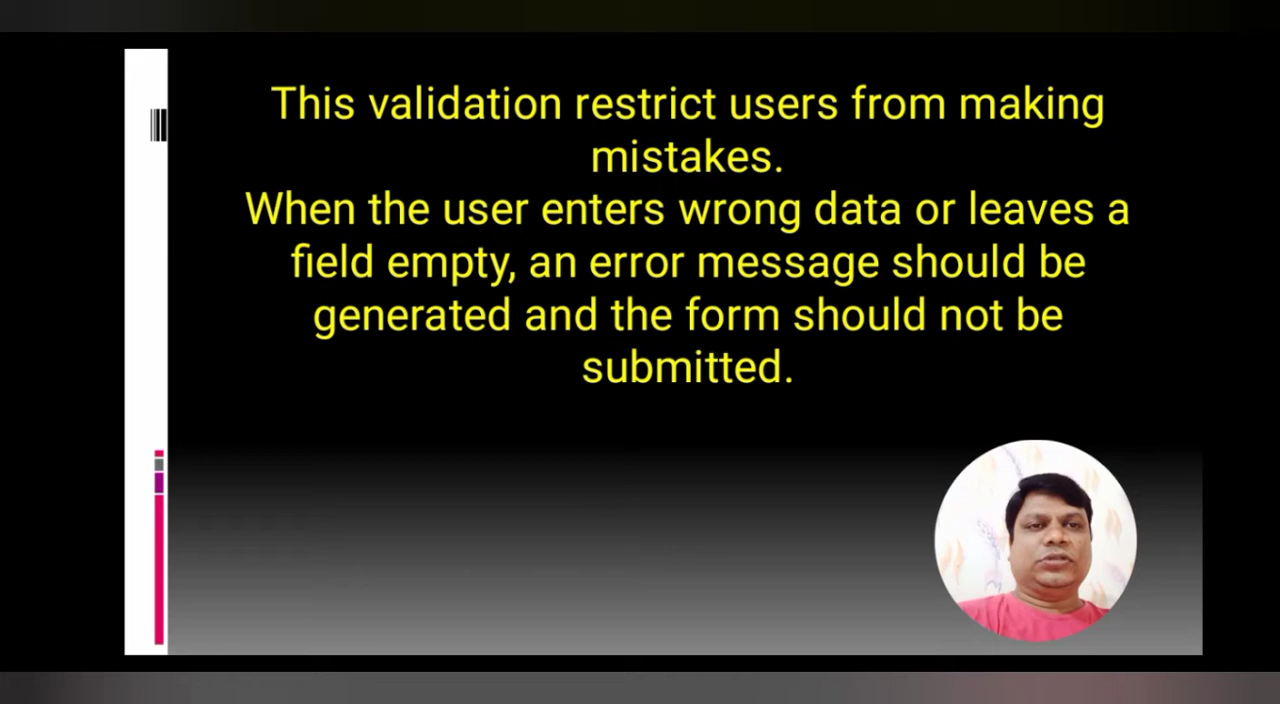 This validation restrict users from making
mistakes.
When the user enters wrong data or leaves a
field empty, an error message should be
generated and the form should not be
submitted.